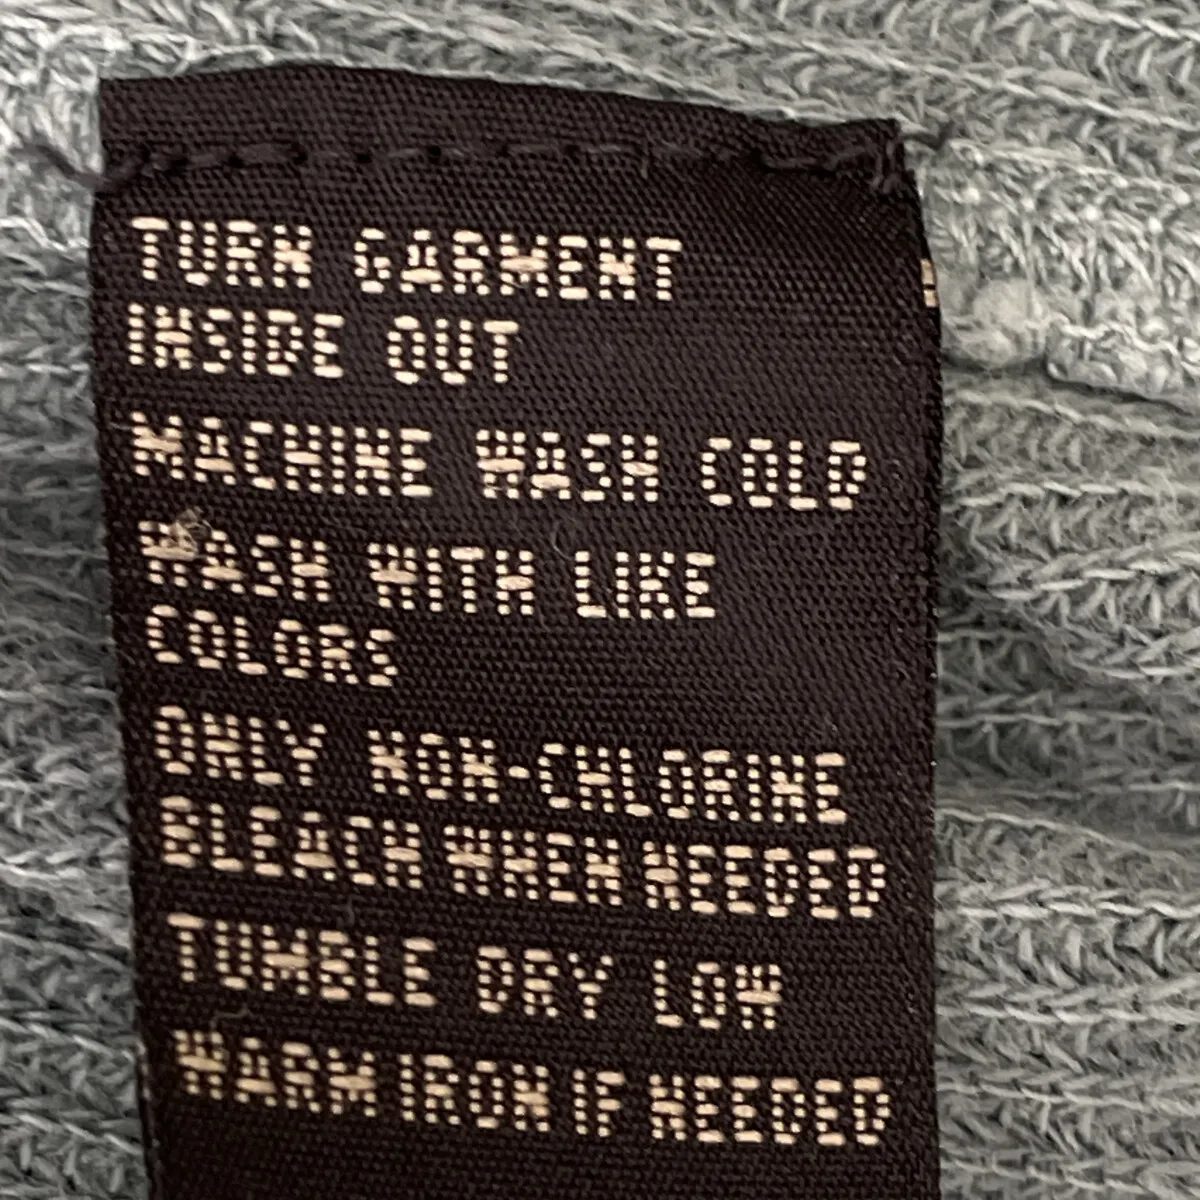 TURN GARMENT
INSIDE OUT
MACHINE WASH COLD
WASH WITH LIKE
COLORS
ONLY NON-CHLORINE
BLEACH WHEN NEEDED
TUMBLE DRY LOW
WARM IRON IF NEEDED